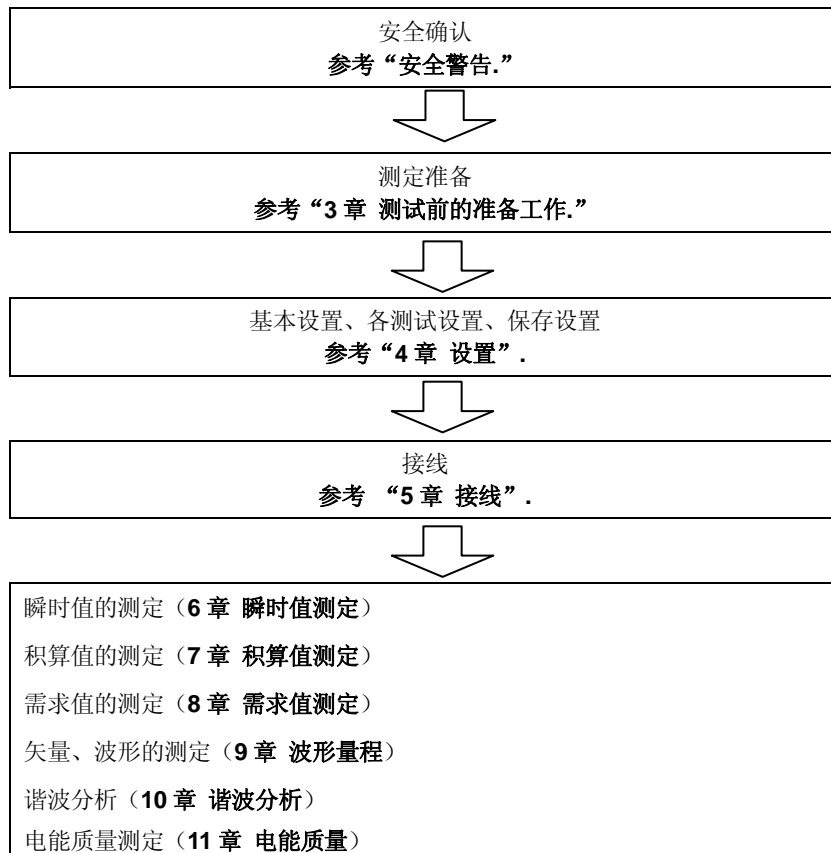 安全确认
参考“安全警告.”
测定准备
参考“3 章 测试前的准备工作.”
基本设置、各测试设置、保存设置
参考“4 章 设置”.
接线
参考 “5 章 接线”.
瞬时值的测定（6 章 瞬时值测定）
积算值的测定（7 章 积算值测定）
需求值的测定（8 章 需求值测定）
矢量、波形的测定（9 章 波形量程）
谐波分析（10 章 谐波分析）
电能质量测定（11 章 电能质量）